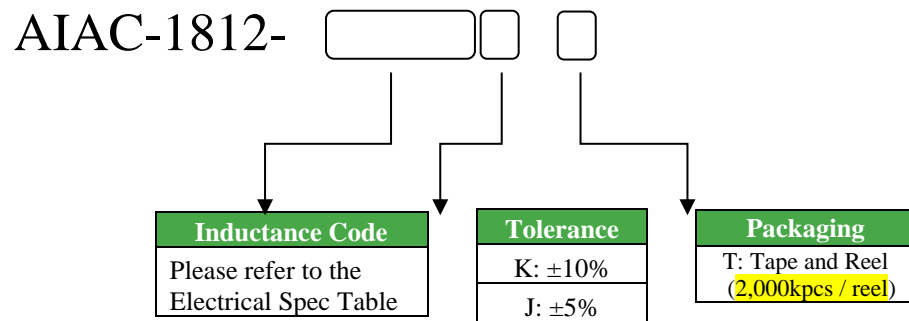 AIAC-1812-
Inductance Code
Please refer to the
Electrical Spec Table
Tolerance
K: ±10%
J: ±5%
Packaging
T: Tape and Reel
(2,000kpcs / reel)